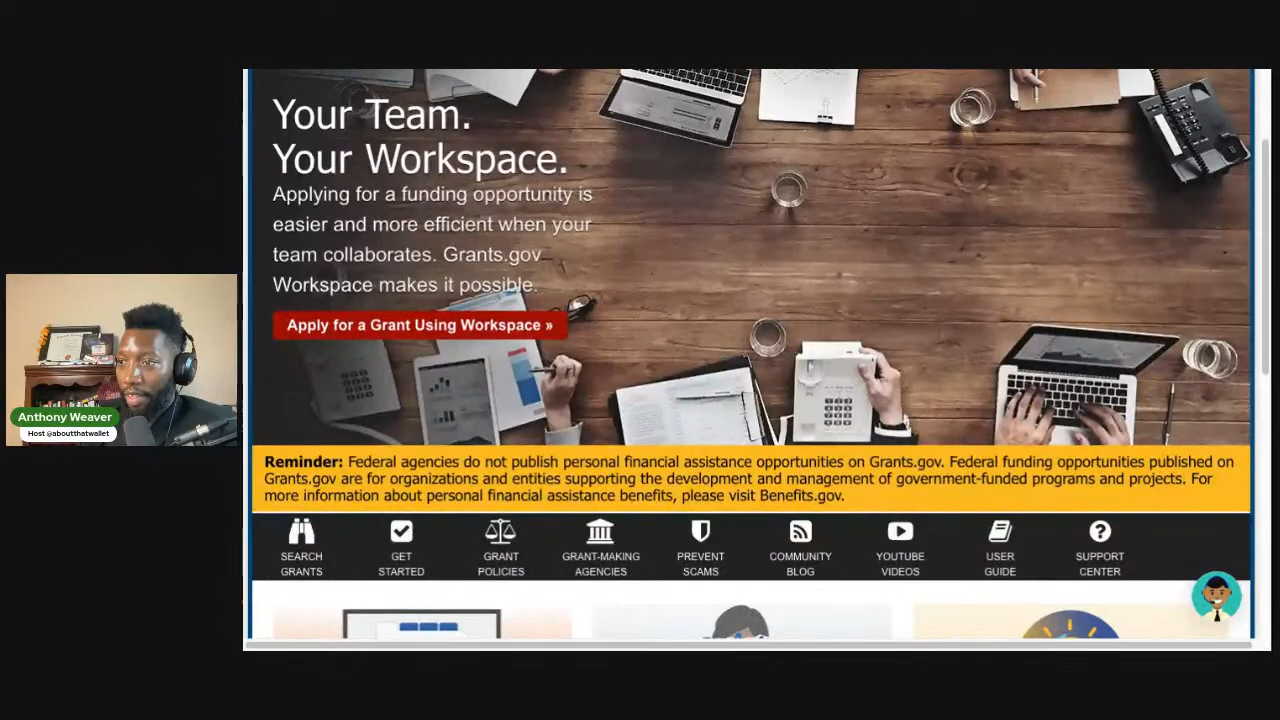 Your Team.
Your Workspace.
Applying for a funding opportunity is
easier and more efficient when your
team collaborates. Grants.gov
Workspace makes it possible.
Apply for a Grant Using Workspace »
Anthony Weaver
Host @aboutthatwallet
Reminder: Federal agencies do not publish personal financial assistance opportunities on Grants.gov. Federal funding opportunities published on
Grants.gov are for organizations and entities supporting the development and management of government-funded programs and projects. For
more information about personal financial assistance benefits, please visit Benefits.gov.
SEARCH
GRANTS
GET
STARTED
GRANT
POLICIES
GRANT-MAKING
AGENCIES
PREVENT
SCAMS
COMMUNITY
BLOG
YOUTUBE
VIDEOS
USER
GUIDE
SUPPORT
CENTER